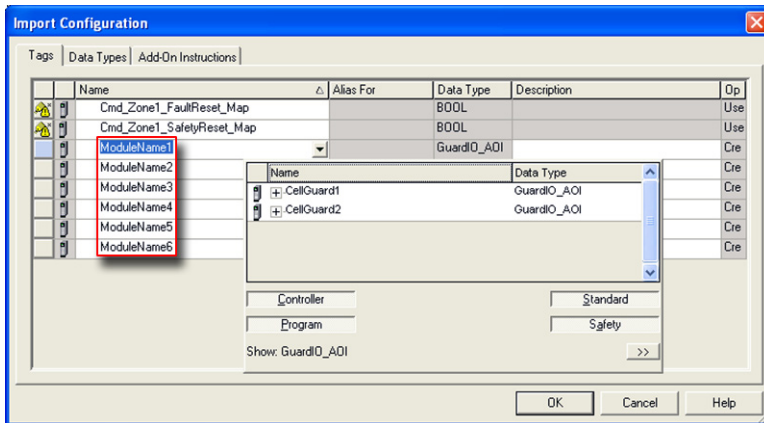 Import Configuration
Tags Data Types Add-On Instructions
Name Alias For Data Type Description Op
Cmd_Zone1_FaultReset_Map BOOL Use
Cmd_Zone1_SafetyReset_Map BOOL Use
ModuleName1 GuardIO_AOI Cre
ModuleName2 Cre
Name Data Type
ModuleName3 Cre
CellGuard1 GuardIO_AOI
ModuleName4 Cre
CellGuard2 GuardIO_AOI
ModuleName5 Cre
ModuleName6 Cre
Controller Standard
Program Safety
Show: GuardIO_AOI >>
OK Cancel Help